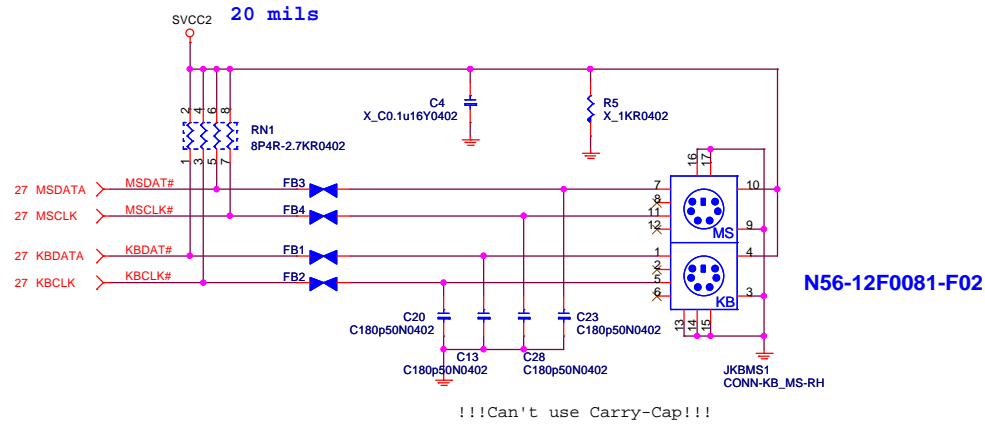 SVCC2 20 mils
2 4 6 8
RN1
8P4R-2.7KR0402
1 3 5 7
C4
X_C0.1u16Y0402
R5
X_1KR0402
27 MSDATA MSDAT# FB3
27 MSCLK MSCLK# FB4
27 KBDATA KBDAT# FB1
27 KBCLK KBCLK# FB2
16 17
7 10
8
11
12 MS 9
1 4
2
5
6 KB 3
13 14 15
N56-12F0081-F02
C20
C180p50N0402
C23
C180p50N0402
C13
C180p50N0402
C28
C180p50N0402
JKBMS1
CONN-KB_MS-RH
!!!Can't use Carry-Cap!!!